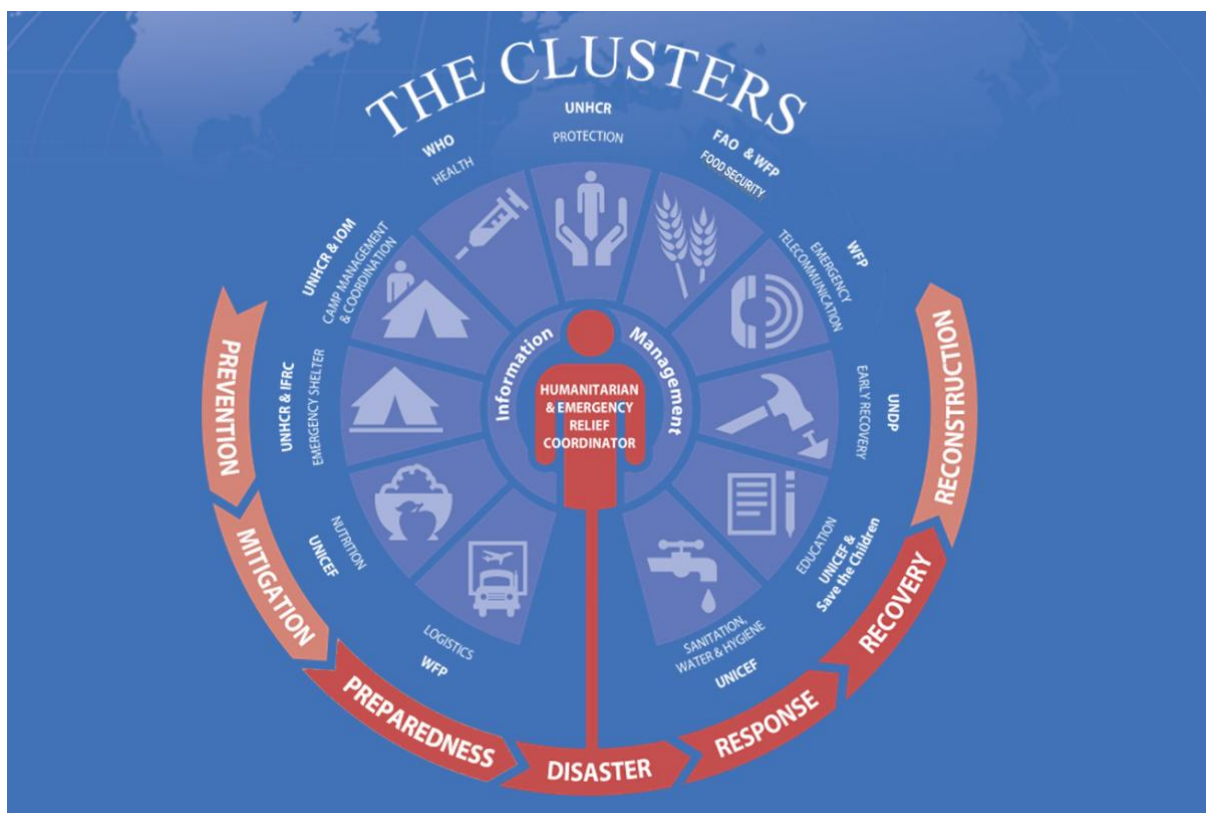 THE CLUSTERS
UNHCR
PROTECTION
FAO & WFP
FOOD SECURITY
WFP
EMERGENCY
TELECOMMUNICATION
UNDP
EARLY RECOVERY
EDUCATION
UNICEF &
Save the Children
SANITATION,
WATER & HYGIENE
UNICEF
LOGISTICS
WFP
NUTRITION
UNICEF
UNHCR & IFRC
EMERGENCY SHELTER
UNHCR & IOM
CAMP MANAGEMENT
& COORDINATION
WHO
HEALTH
Information Management
HUMANITARIAN
& EMERGENCY
RELIEF
COORDINATOR
PREVENTION
MITIGATION
PREPAREDNESS
DISASTER
RESPONSE
RECOVERY
RECONSTRUCTION